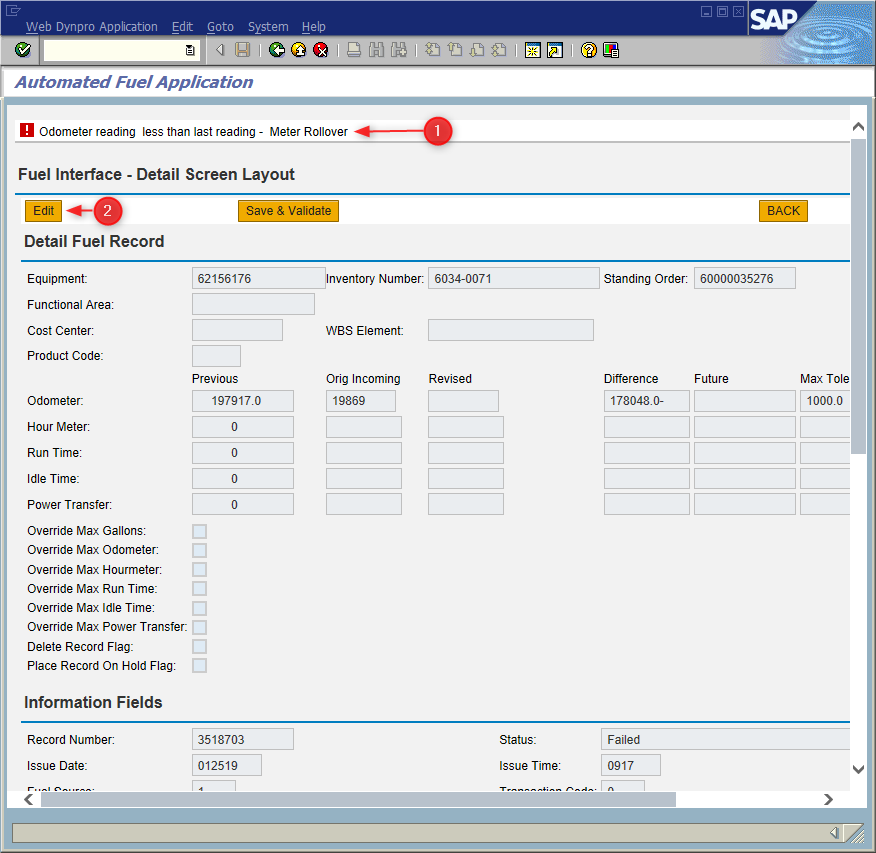 Web Dynpro Application Edit Goto System Help
SAP
Automated Fuel Application
Odometer reading less than last reading - Meter Rollover
1
Fuel Interface - Detail Screen Layout
Edit 2 Save & Validate BACK
Detail Fuel Record
Equipment: 62156176 Inventory Number: 6034-0071 Standing Order: 60000035276
Functional Area:
Cost Center: WBS Element:
Product Code:
Previous Orig Incoming Revised Difference Future Max Tole
Odometer: 197917.0 19869 178048.0- 1000.0
Hour Meter: 0
Run Time: 0
Idle Time: 0
Power Transfer: 0
Override Max Gallons:
Override Max Odometer:
Override Max Hourmeter:
Override Max Run Time:
Override Max Idle Time:
Override Max Power Transfer:
Delete Record Flag:
Place Record On Hold Flag:
Information Fields
Record Number: 3518703 Status: Failed
Issue Date: 012519 Issue Time: 0917
Fuel Source: 1 Transaction Code: 0